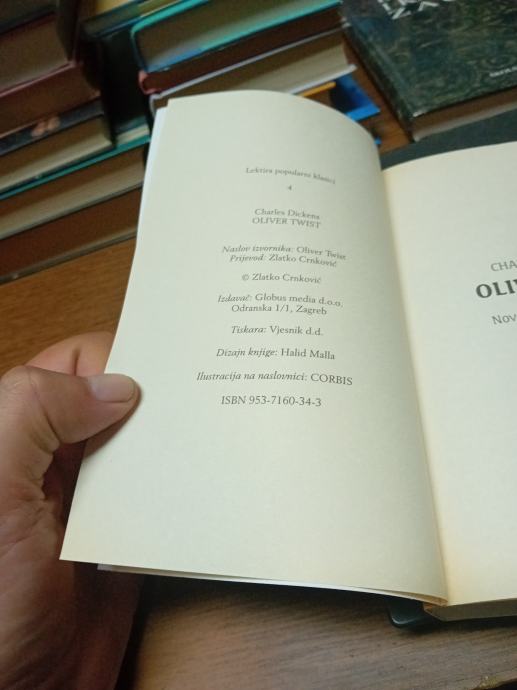 Lektira popularni klasici
4
Charles Dickens
OLIVER TWIST
Naslov izvornika: Oliver Twist
Prijevod: Zlatko Crnković
© Zlatko Crnković
Izdavač: Globus media d.o.o.
Odranska 1/1, Zagreb
Tiskara: Vjesnik d.d.
Dizajn knjige: Halid Malla
Ilustracija na naslovnici: CORBIS
ISBN 953-7160-34-3
CHA
OLI
Nov